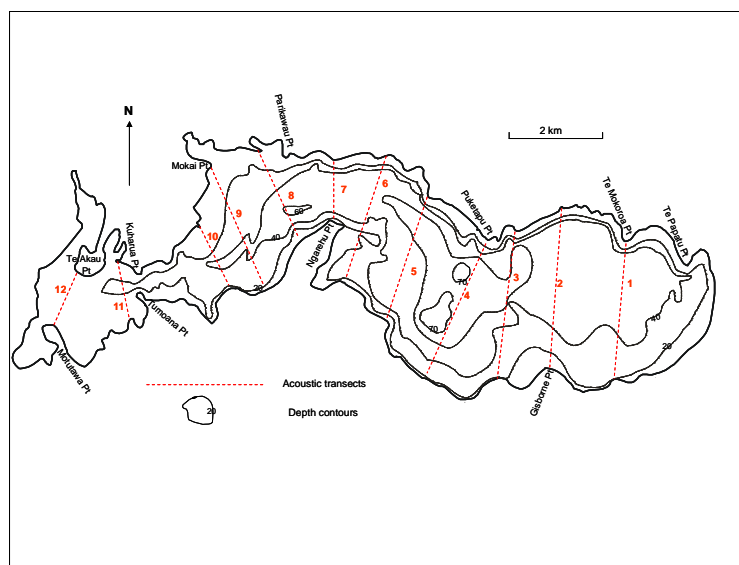 N
2 km
Parikawau Pt
Mokai Pt
Kuharua Pt
Te Akau
Pt
Motutawa Pt
Tumoana Pt
Ngarehu Pt
Puketapu Pt
Te Mokoroa Pt
Te Papatu Pt
Gisborne Pt
12
11
10
9
8
7
6
5
4
3
2
1
60
40
20
70
70
40
20
Acoustic transects
20
Depth contours